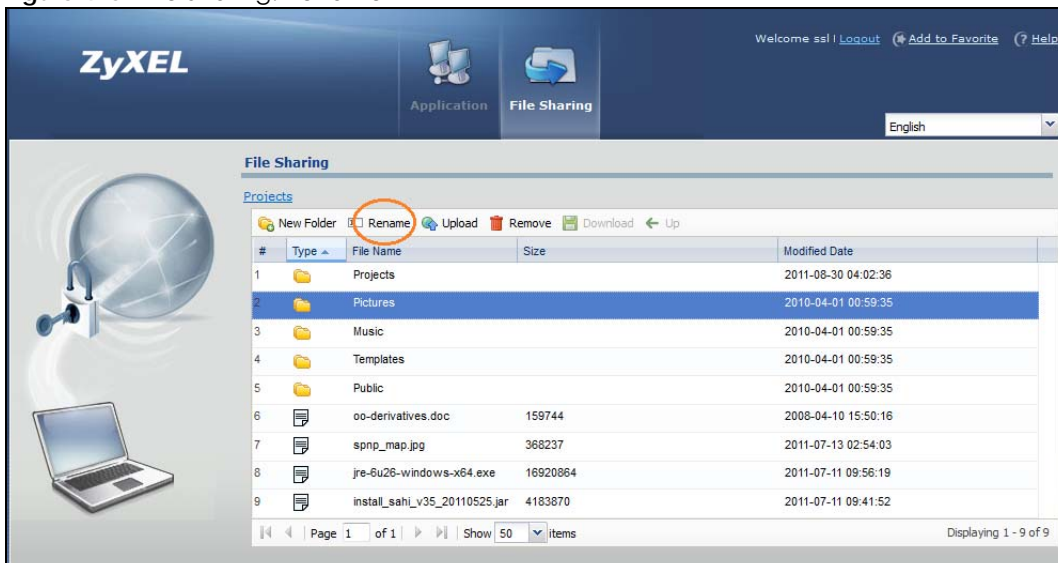 Welcome ssl | Logout Add to Favorite ? Help
ZyXEL
Application File Sharing
English
File Sharing
Projects
New Folder Rename Upload Remove Download Up
# Type File Name Size Modified Date
1 Projects 2011-08-30 04:02:36
2 Pictures 2010-04-01 00:59:35
3 Music 2010-04-01 00:59:35
4 Templates 2010-04-01 00:59:35
5 Public 2010-04-01 00:59:35
6 oo-derivatives.doc 159744 2008-04-10 15:50:16
7 spnp_map.jpg 368237 2011-07-13 02:54:03
8 jre-6u26-windows-x64.exe 16920864 2011-07-11 09:56:19
9 install_sahi_v35_20110525.jar 4183870 2011-07-11 09:41:52
Page 1 of 1 Show 50 items Displaying 1 - 9 of 9